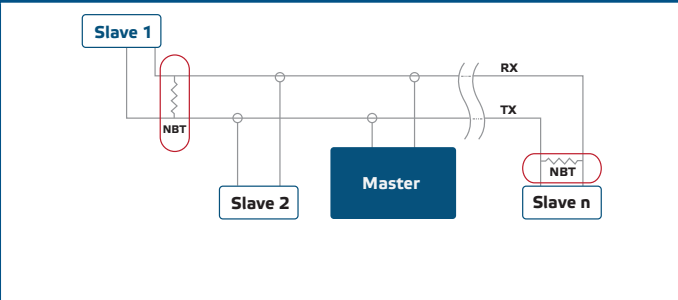 Slave 1
RX
TX
NBT
Master
NBT
Slave 2
Slave n